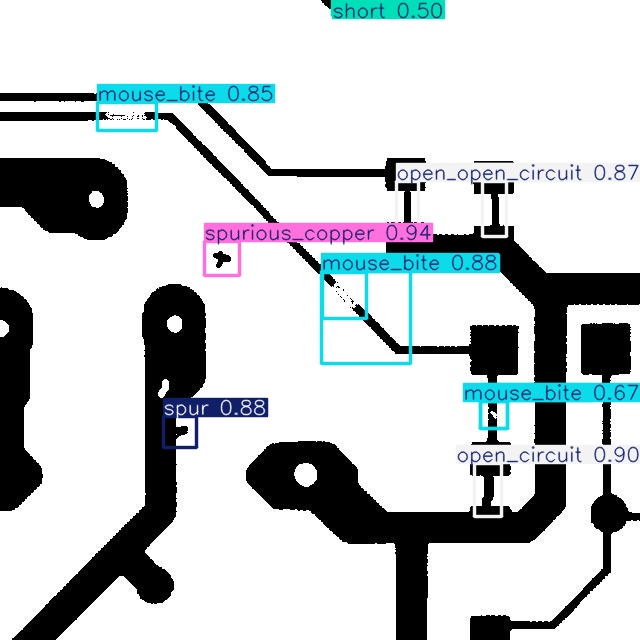 short 0.50
mouse_bite 0.85
open_open_circuit 0.87
spurious_copper 0.94
mouse_bite 0.88
mouse_bite 0.67
spur 0.88
open_circuit 0.90